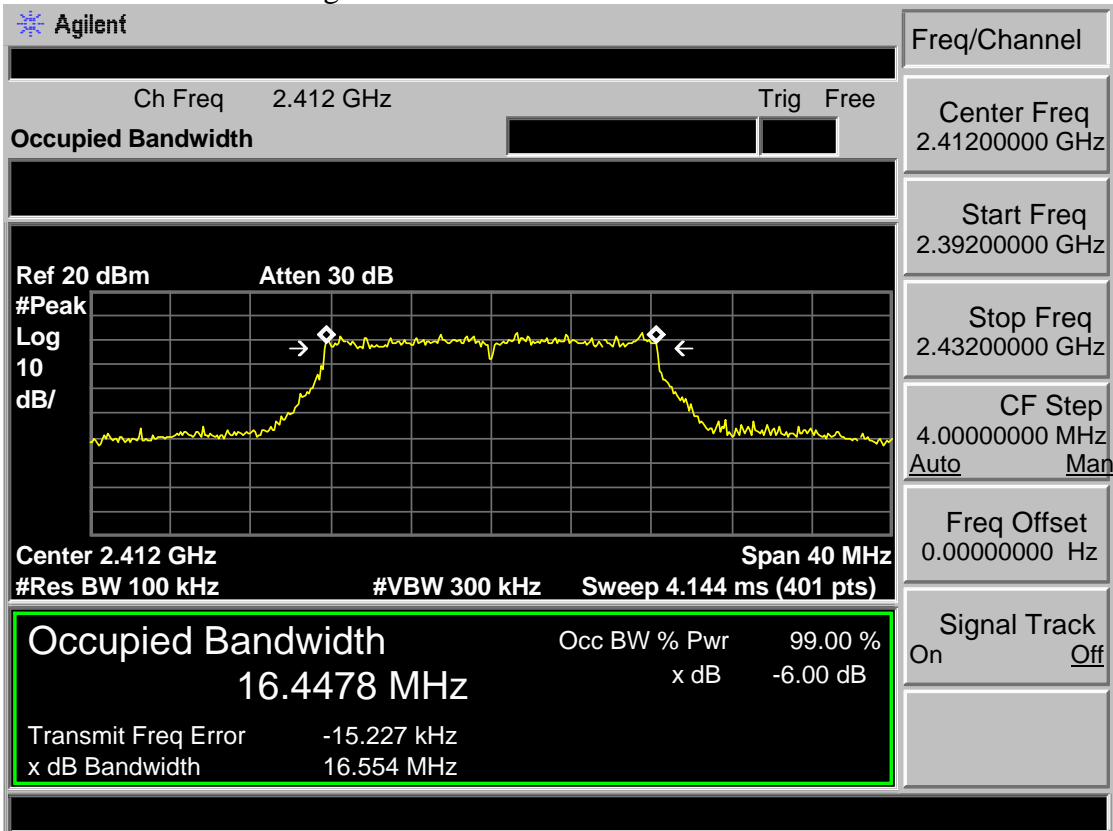 Agilent
Freq/Channel
Ch Freq 2.412 GHz Trig Free
Occupied Bandwidth
Center Freq
2.41200000 GHz
Start Freq
2.39200000 GHz
Ref 20 dBm Atten 30 dB
#Peak
Log
10
dB/
Stop Freq
2.43200000 GHz
CF Step
4.00000000 MHz
Auto Man
Freq Offset
0.00000000 Hz
Center 2.412 GHz Span 40 MHz
#Res BW 100 kHz #VBW 300 kHz Sweep 4.144 ms (401 pts)
Signal Track
On Off
Occupied Bandwidth Occ BW % Pwr 99.00 %
16.4478 MHz x dB -6.00 dB
Transmit Freq Error -15.227 kHz
x dB Bandwidth 16.554 MHz